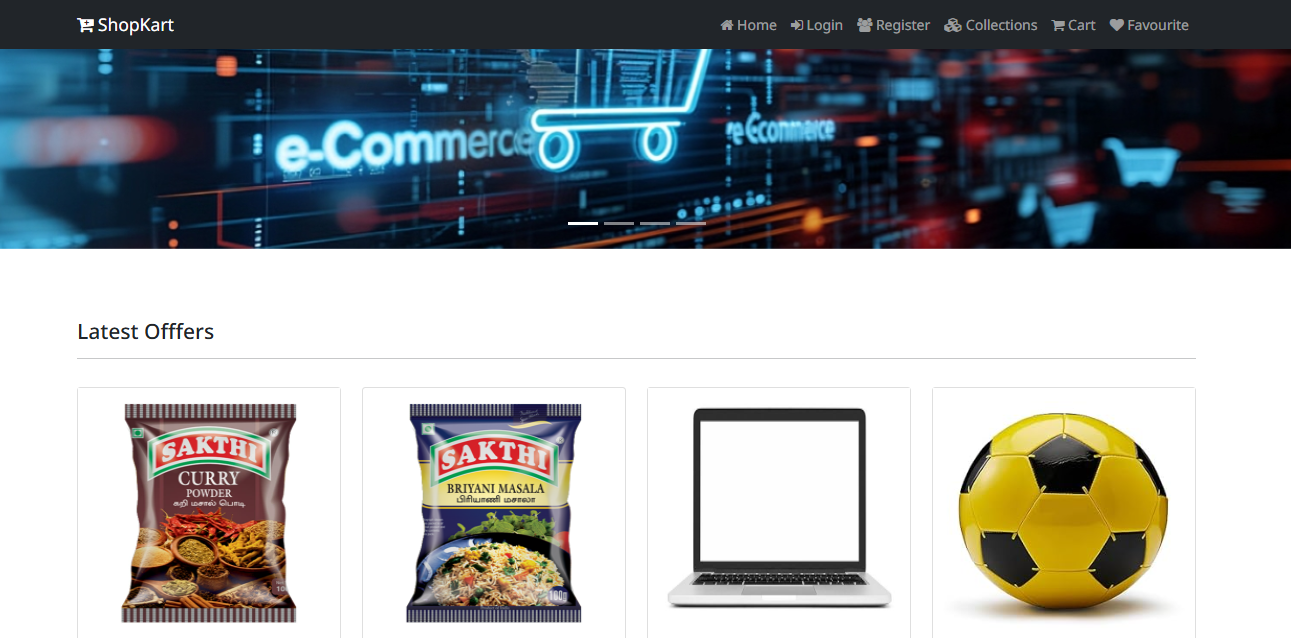 ShopKart
Home Login Register Collections Cart Favourite
e-Commerce
e-Commerce
Latest Offfers
SAKTHI
CURRY
POWDER
கறி மசால் பொடி
SAKTHI
BRIYANI MASALA
பிரியாணி மசாலா
100g